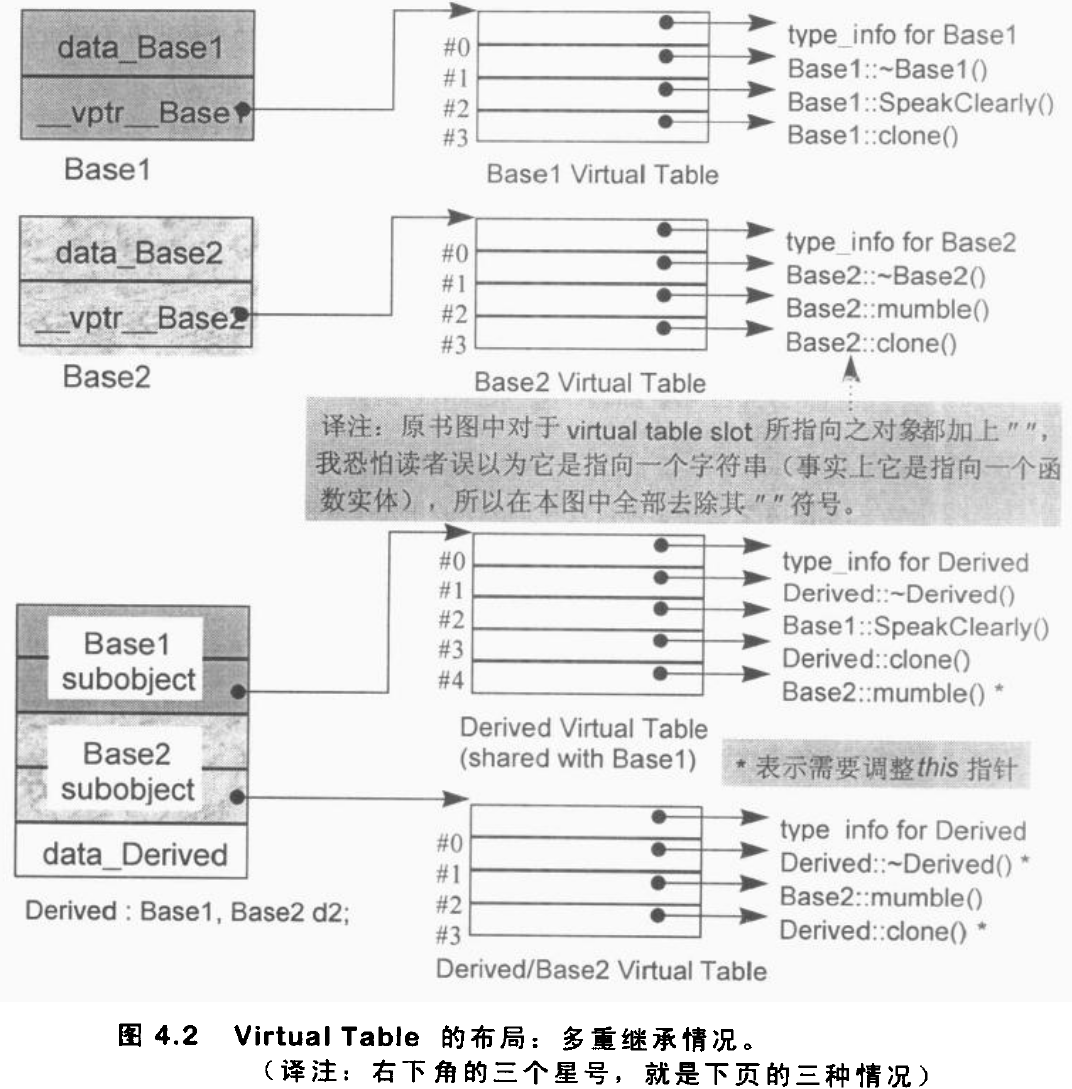 data_Base1
__vptr__Base1
Base1
#0
#1
#2
#3
Base1 Virtual Table
type_info for Base1
Base1::~Base1()
Base1::SpeakClearly()
Base1::clone()
data_Base2
__vptr__Base2
Base2
#0
#1
#2
#3
Base2 Virtual Table
type_info for Base2
Base2::~Base2()
Base2::mumble()
Base2::clone()
译注：原书图中对于 virtual table slot 所指向之对象都加上 " "，
我恐怕读者误以为它是指向一个字符串（事实上它是指向一个函
数实体），所以在本图中全部去除其 " " 符号。
Base1
subobject
Base2
subobject
data_Derived
Derived : Base1, Base2 d2;
#0
#1
#2
#3
#4
Derived Virtual Table
(shared with Base1)
type_info for Derived
Derived::~Derived()
Base1::SpeakClearly()
Derived::clone()
Base2::mumble() *
* 表示需要调整this 指针
#0
#1
#2
#3
Derived/Base2 Virtual Table
type info for Derived
Derived::~Derived() *
Base2::mumble()
Derived::clone() *
图 4.2 Virtual Table 的布局：多重继承情况。
（译注：右下角的三个星号，就是下页的三种情况）